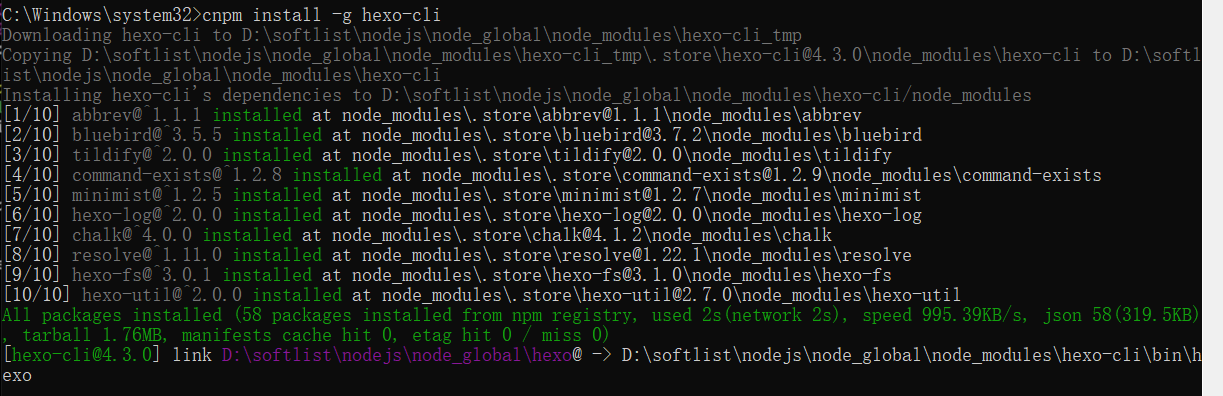 C:\Windows\system32>cnpm install -g hexo-cli
Downloading hexo-cli to D:\softlist\nodejs\node_global\node_modules\hexo-cli_tmp
Copying D:\softlist\nodejs\node_global\node_modules\hexo-cli_tmp\.store\hexo-cli@4.3.0\node_modules\hexo-cli to D:\softl
ist\nodejs\node_global\node_modules\hexo-cli
Installing hexo-cli's dependencies to D:\softlist\nodejs\node_global\node_modules\hexo-cli/node_modules
[1/10] abbrev@^1.1.1 installed at node_modules\.store\abbrev@1.1.1\node_modules\abbrev
[2/10] bluebird@^3.5.5 installed at node_modules\.store\bluebird@3.7.2\node_modules\bluebird
[3/10] tildify@^2.0.0 installed at node_modules\.store\tildify@2.0.0\node_modules\tildify
[4/10] command-exists@^1.2.8 installed at node_modules\.store\command-exists@1.2.9\node_modules\command-exists
[5/10] minimist@^1.2.5 installed at node_modules\.store\minimist@1.2.7\node_modules\minimist
[6/10] hexo-log@^2.0.0 installed at node_modules\.store\hexo-log@2.0.0\node_modules\hexo-log
[7/10] chalk@^4.0.0 installed at node_modules\.store\chalk@4.1.2\node_modules\chalk
[8/10] resolve@^1.11.0 installed at node_modules\.store\resolve@1.22.1\node_modules\resolve
[9/10] hexo-fs@^3.0.1 installed at node_modules\.store\hexo-fs@3.1.0\node_modules\hexo-fs
[10/10] hexo-util@^2.0.0 installed at node_modules\.store\hexo-util@2.7.0\node_modules\hexo-util
All packages installed (58 packages installed from npm registry, used 2s(network 2s), speed 995.39KB/s, json 58(319.5KB)
, tarball 1.76MB, manifests cache hit 0, etag hit 0 / miss 0)
[hexo-cli@4.3.0] link D:\softlist\nodejs\node_global\hexo@ -> D:\softlist\nodejs\node_global\node_modules\hexo-cli\bin\h
exo